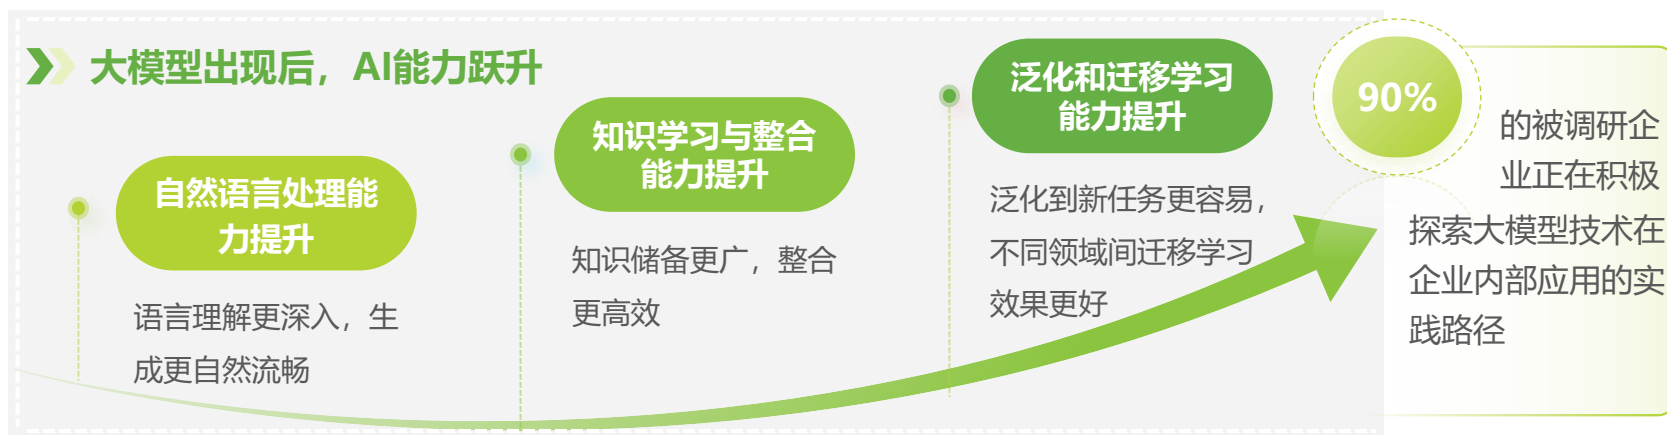 大模型出现后，AI能力跃升
自然语言处理能
力提升
语言理解更深入，生
成更自然流畅
知识学习与整合
能力提升
知识储备更广，整合
更高效
泛化和迁移学习
能力提升
泛化到新任务更容易，
不同领域间迁移学习
效果更好
90%
的被调研企
业正在积极
探索大模型技术在
企业内部应用的实
践路径